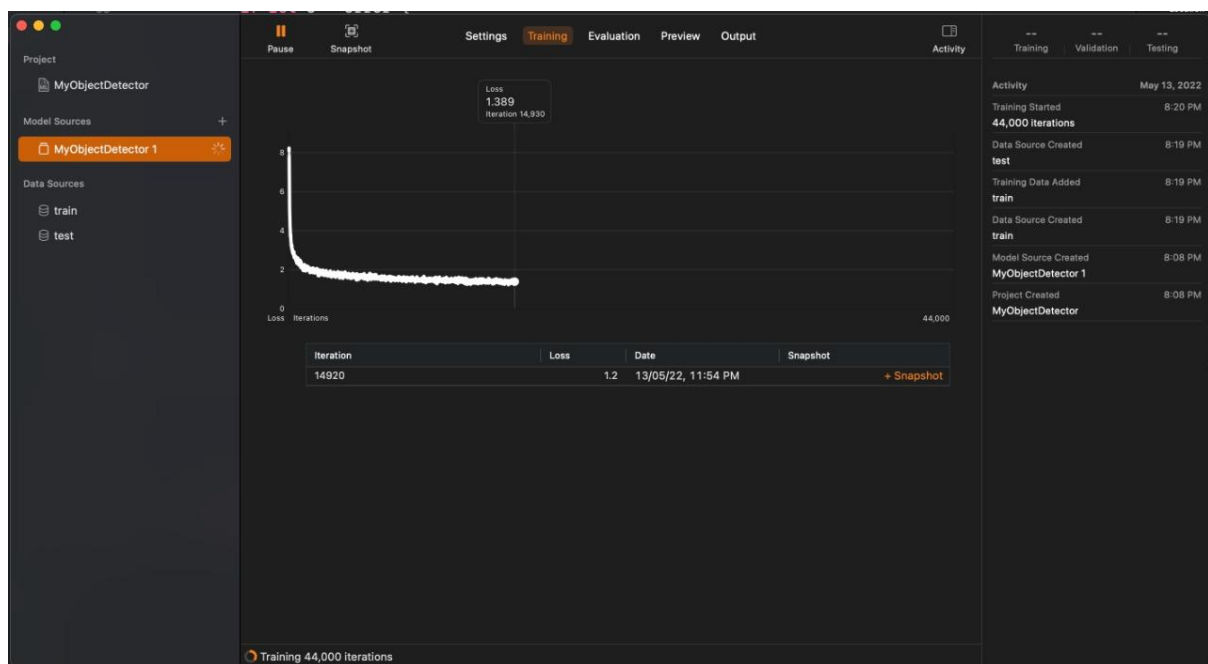 Project
MyObjectDetector
Model Sources +
MyObjectDetector 1
Data Sources
train
test
Pause
Snapshot
Settings Training Evaluation Preview Output
Activity
Loss
1.389
Iteration 14,930
8
6
4
2
0
Loss Iterations 44,000
Iteration Loss Date Snapshot
14920 1.2 13/05/22, 11:54 PM + Snapshot
Training 44,000 iterations
-- -- --
Training Validation Testing
Activity May 13, 2022
Training Started 8:20 PM
44,000 iterations
Data Source Created 8:19 PM
test
Training Data Added 8:19 PM
train
Data Source Created 8:19 PM
train
Model Source Created 8:08 PM
MyObjectDetector 1
Project Created 8:08 PM
MyObjectDetector